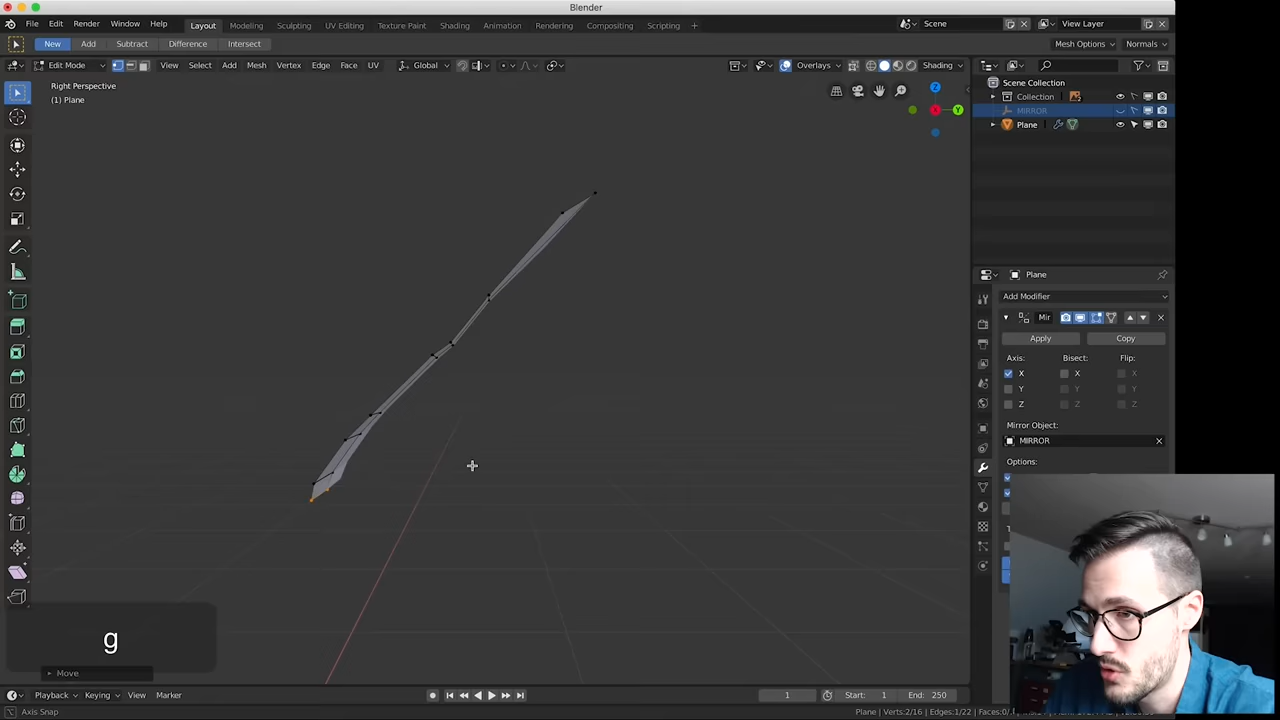 Blender
File Edit Render Window Help
Layout Modeling Sculpting UV Editing Texture Paint Shading Animation Rendering Compositing Scripting +
Scene
View Layer
New Add Subtract Difference Intersect
Mesh Options Normals
Edit Mode View Select Add Mesh Vertex Edge Face UV Global Overlays Shading
Right Perspective
(1) Plane
Z
Y
Scene Collection
Collection
MIRROR
Plane
Plane
Add Modifier
Mir
Apply Copy
Axis: Bisect: Flip:
X X X
Y Y Y
Z Z Z
Mirror Object:
MIRROR
Options:
g
Move
Playback Keying View Marker
1 Start: 1 End: 250
Axis Snap
Plane | Verts:2/16 | Edges:1/22 | Faces:0/